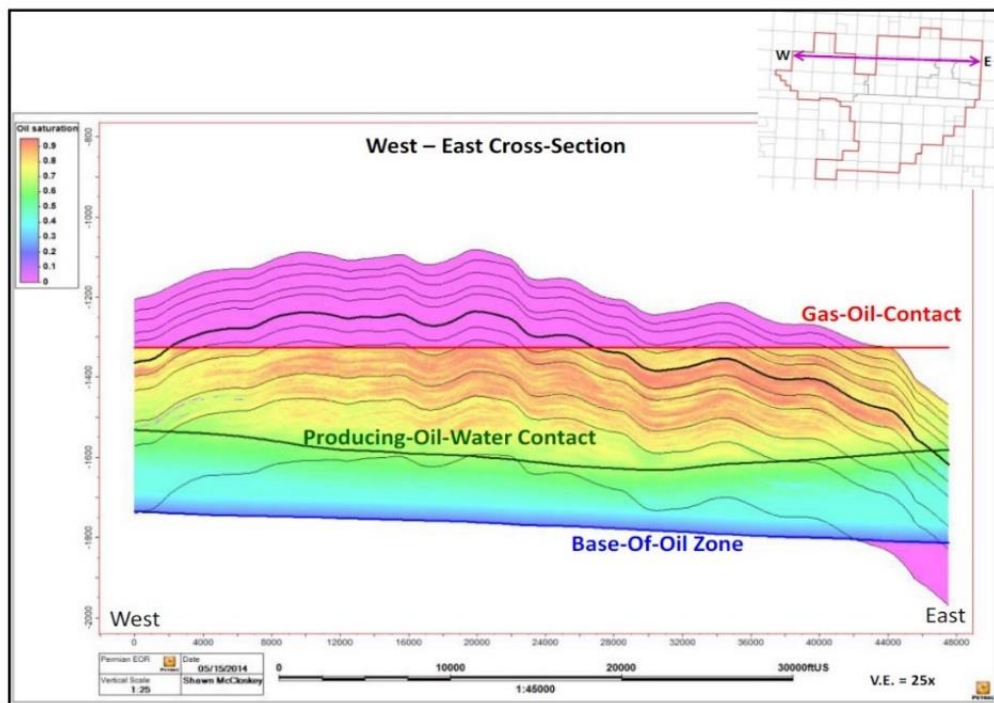 W
E
West – East Cross-Section
Oil saturation
0.9
0.8
0.7
0.6
0.5
0.4
0.3
0.2
0.1
0
-800
-1000
-1200
-1400
-1600
-1800
-2000
Gas-Oil-Contact
Producing-Oil-Water Contact
Base-Of-Oil Zone
West
East
0 4000 8000 12000 16000 20000 24000 28000 32000 36000 40000 44000 48000
Permian EOR
Date
05/15/2014
Vertical Scale
1:25
Shawn McCloskey
0 10000 20000 30000ftUS
1:45000
V.E. = 25x